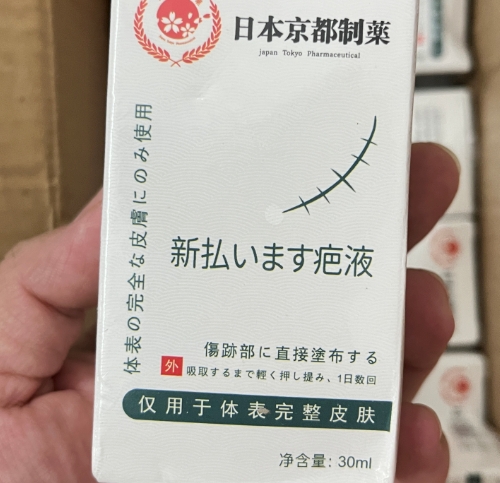 日本京都制薬
japan Tokyo Pharmaceutical
体表の完全な皮膚にのみ使用
新払います疤液
傷跡部に直接塗布する
外 吸取するまで軽く押し提み、1日数回
仅用于体表完整皮肤
净含量: 30ml